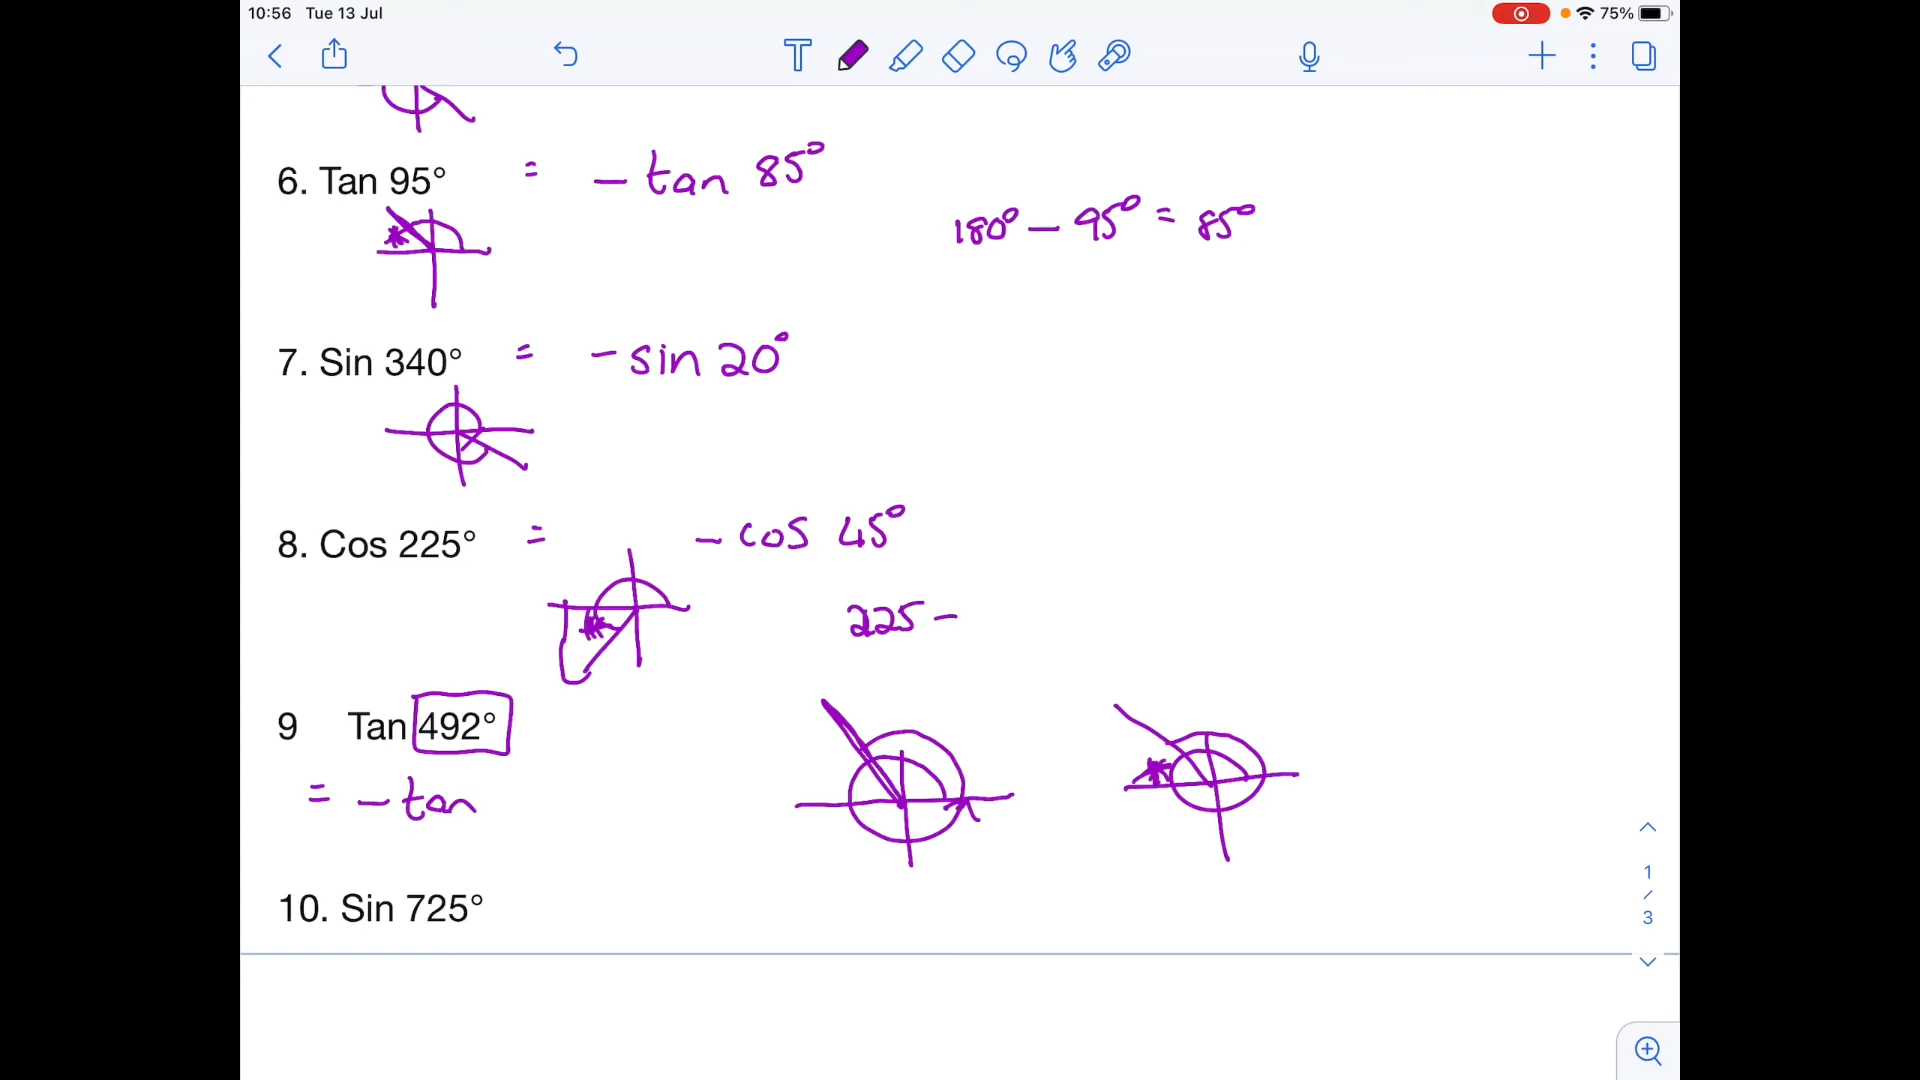 10:56 Tue 13 Jul
75%
T
6. Tan 95° = - tan 85°
180° - 95° = 85°
7. Sin 340° = - sin 20°
8. Cos 225° = - cos 45°
225 -
9 Tan 492°
= - tan
10. Sin 725°
1
/
3